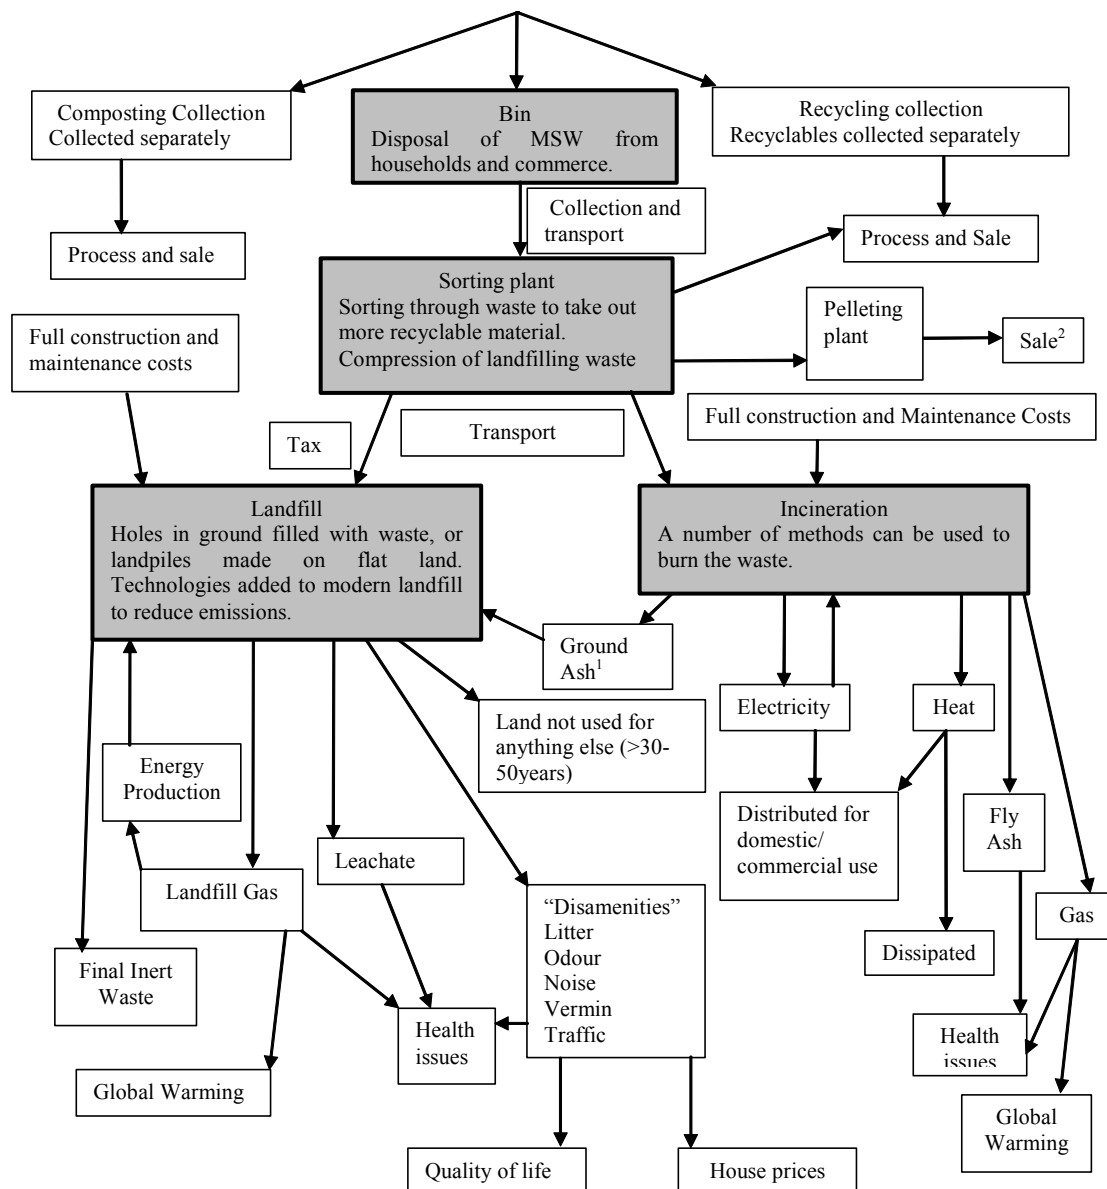 Composting Collection
Collected separately
Bin
Disposal of MSW from
households and commerce.
Recycling collection
Recyclables collected separately
Collection and
transport
Process and sale
Process and Sale
Sorting plant
Sorting through waste to take out
more recyclable material.
Compression of landfilling waste
Full construction and
maintenance costs
Pelleting
plant
Sale²
Tax
Transport
Full construction and Maintenance Costs
Landfill
Holes in ground filled with waste, or
landpiles made on flat land.
Technologies added to modern landfill
to reduce emissions.
Incineration
A number of methods can be used to
burn the waste.
Ground
Ash¹
Electricity
Heat
Land not used for
anything else (>30-
50years)
Energy
Production
Distributed for
domestic/
commercial use
Fly
Ash
Leachate
Landfill Gas
“Disamenities”
Litter
Odour
Noise
Vermin
Traffic
Gas
Dissipated
Final Inert
Waste
Health
issues
Health
issues
Global Warming
Global
Warming
Quality of life
House prices